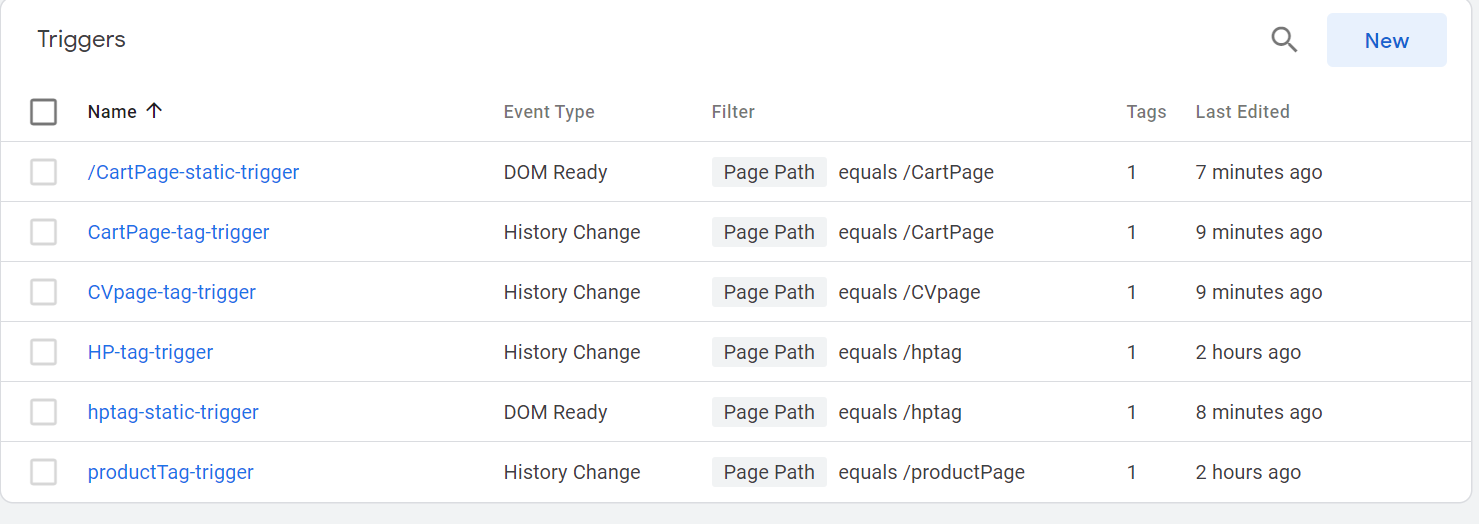 Triggers New
Name Event Type Filter Tags Last Edited
/CartPage-static-trigger DOM Ready Page Path equals /CartPage 1 7 minutes ago
CartPage-tag-trigger History Change Page Path equals /CartPage 1 9 minutes ago
CVpage-tag-trigger History Change Page Path equals /CVpage 1 9 minutes ago
HP-tag-trigger History Change Page Path equals /hptag 1 2 hours ago
hptag-static-trigger DOM Ready Page Path equals /hptag 1 8 minutes ago
productTag-trigger History Change Page Path equals /productPage 1 2 hours ago